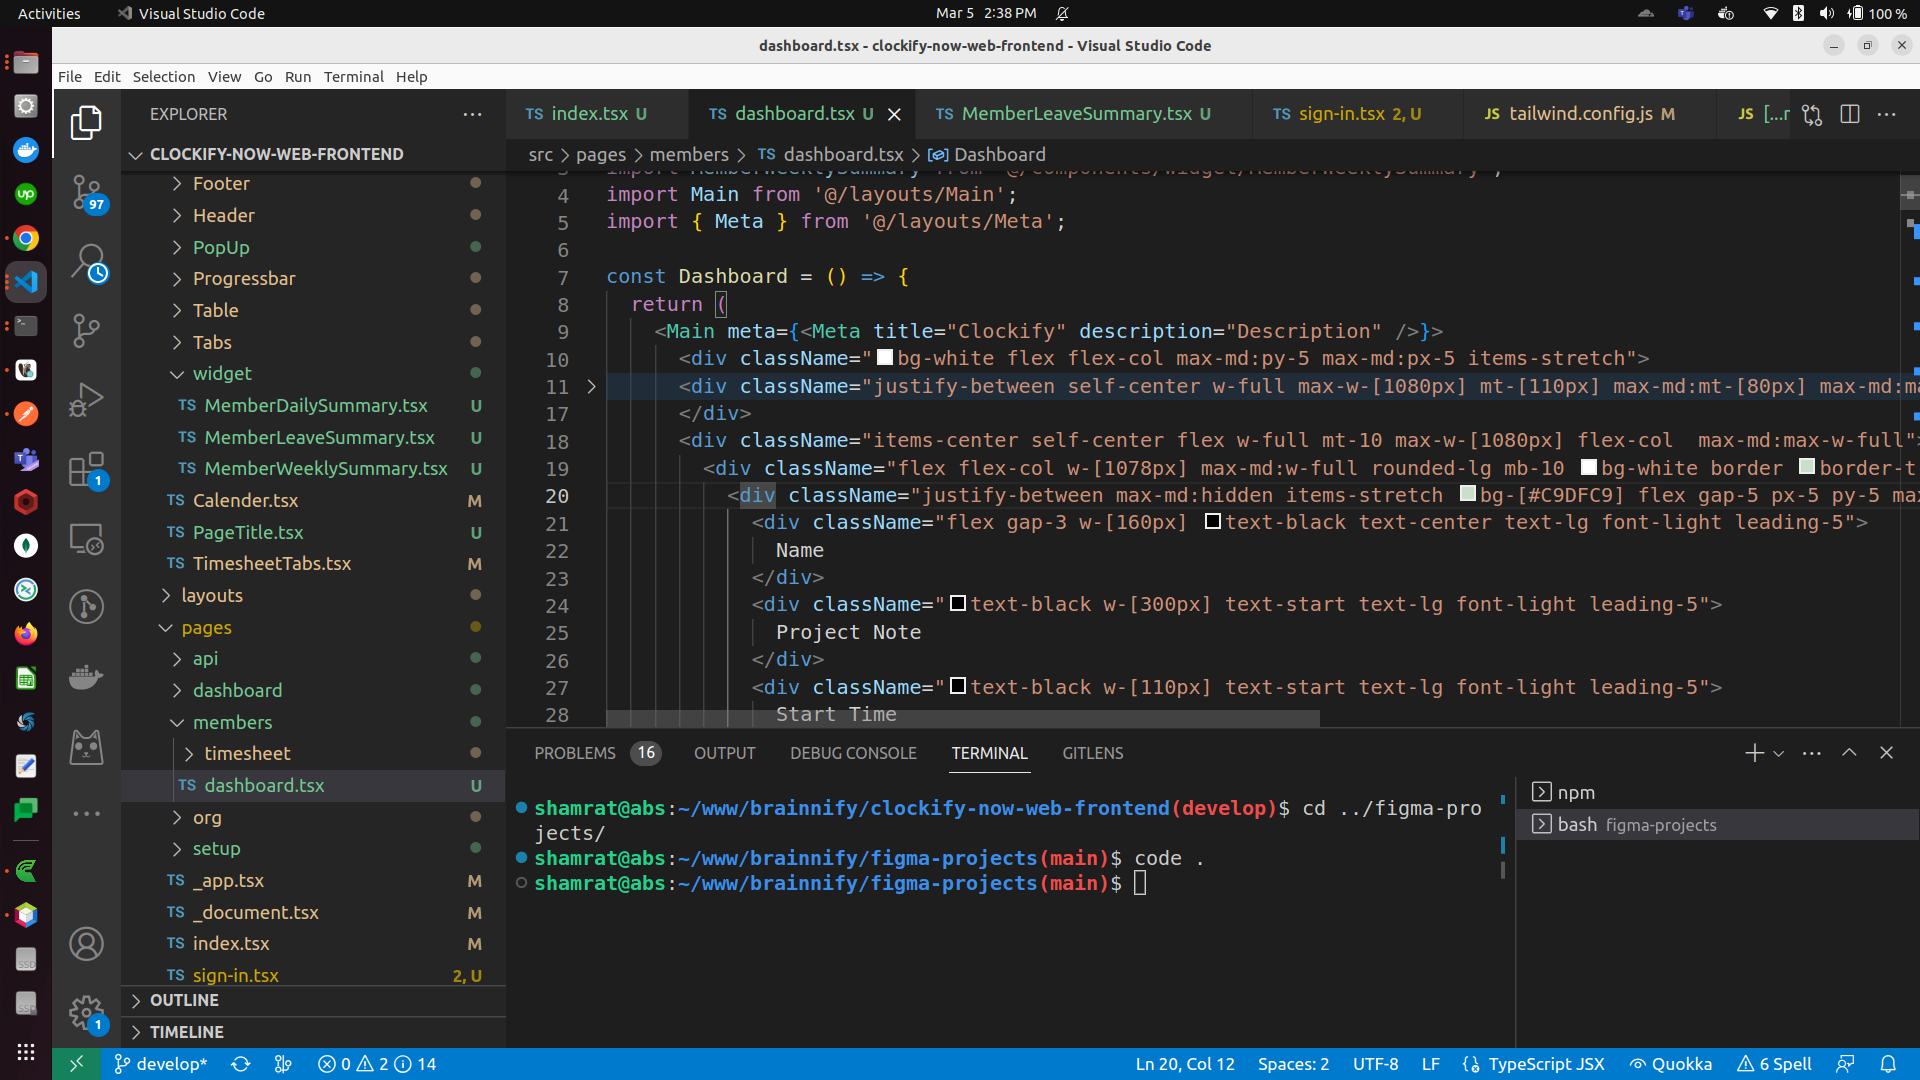 Activities
Visual Studio Code
Mar 5 2:38 PM
100 %
dashboard.tsx - clockify-now-web-frontend - Visual Studio Code
File Edit Selection View Go Run Terminal Help
EXPLORER
CLOCKIFY-NOW-WEB-FRONTEND
Footer
Header
PopUp
Progressbar
Table
Tabs
widget
TS MemberDailySummary.tsx U
TS MemberLeaveSummary.tsx U
TS MemberWeeklySummary.tsx U
TS Calender.tsx M
TS PageTitle.tsx U
TS TimesheetTabs.tsx M
layouts
pages
api
dashboard
members
timesheet
TS dashboard.tsx U
org
setup
TS _app.tsx M
TS _document.tsx M
TS index.tsx M
TS sign-in.tsx 2, U
OUTLINE
TIMELINE
97
1
1
up
SSD
SSD
TS index.tsx U
TS dashboard.tsx U
TS MemberLeaveSummary.tsx U
TS sign-in.tsx 2, U
JS tailwind.config.js M
JS [...r
src > pages > members > TS dashboard.tsx > Dashboard
3 import MemberWeeklySummary from '@/components/widget/MemberWeeklySummary';
4 import Main from '@/layouts/Main';
5 import { Meta } from '@/layouts/Meta';
6
7 const Dashboard = () => {
8 return (
9 <Main meta={<Meta title="Clockify" description="Description" />}>
10 <div className="bg-white flex flex-col max-md:py-5 max-md:px-5 items-stretch">
11 <div className="justify-between self-center w-full max-w-[1080px] mt-[110px] max-md:mt-[80px] max-md:ma
17 </div>
18 <div className="items-center self-center flex w-full mt-10 max-w-[1080px] flex-col  max-md:max-w-full">
19 <div className="flex flex-col w-[1078px] max-md:w-full rounded-lg mb-10 bg-white border border-t
20 <div className="justify-between max-md:hidden items-stretch bg-[#C9DFC9] flex gap-5 px-5 py-5 max
21 <div className="flex gap-3 w-[160px] text-black text-center text-lg font-light leading-5">
22 Name
23 </div>
24 <div className="text-black w-[300px] text-start text-lg font-light leading-5">
25 Project Note
26 </div>
27 <div className="text-black w-[110px] text-start text-lg font-light leading-5">
28 Start Time
PROBLEMS 16 OUTPUT DEBUG CONSOLE TERMINAL GITLENS
shamrat@abs:~/www/brainnify/clockify-now-web-frontend(develop)$ cd ../figma-pro
jects/
shamrat@abs:~/www/brainnify/figma-projects(main)$ code .
shamrat@abs:~/www/brainnify/figma-projects(main)$
npm
bash figma-projects
develop* 0 2 14
Ln 20, Col 12 Spaces: 2 UTF-8 LF {} TypeScript JSX Quokka 6 Spell